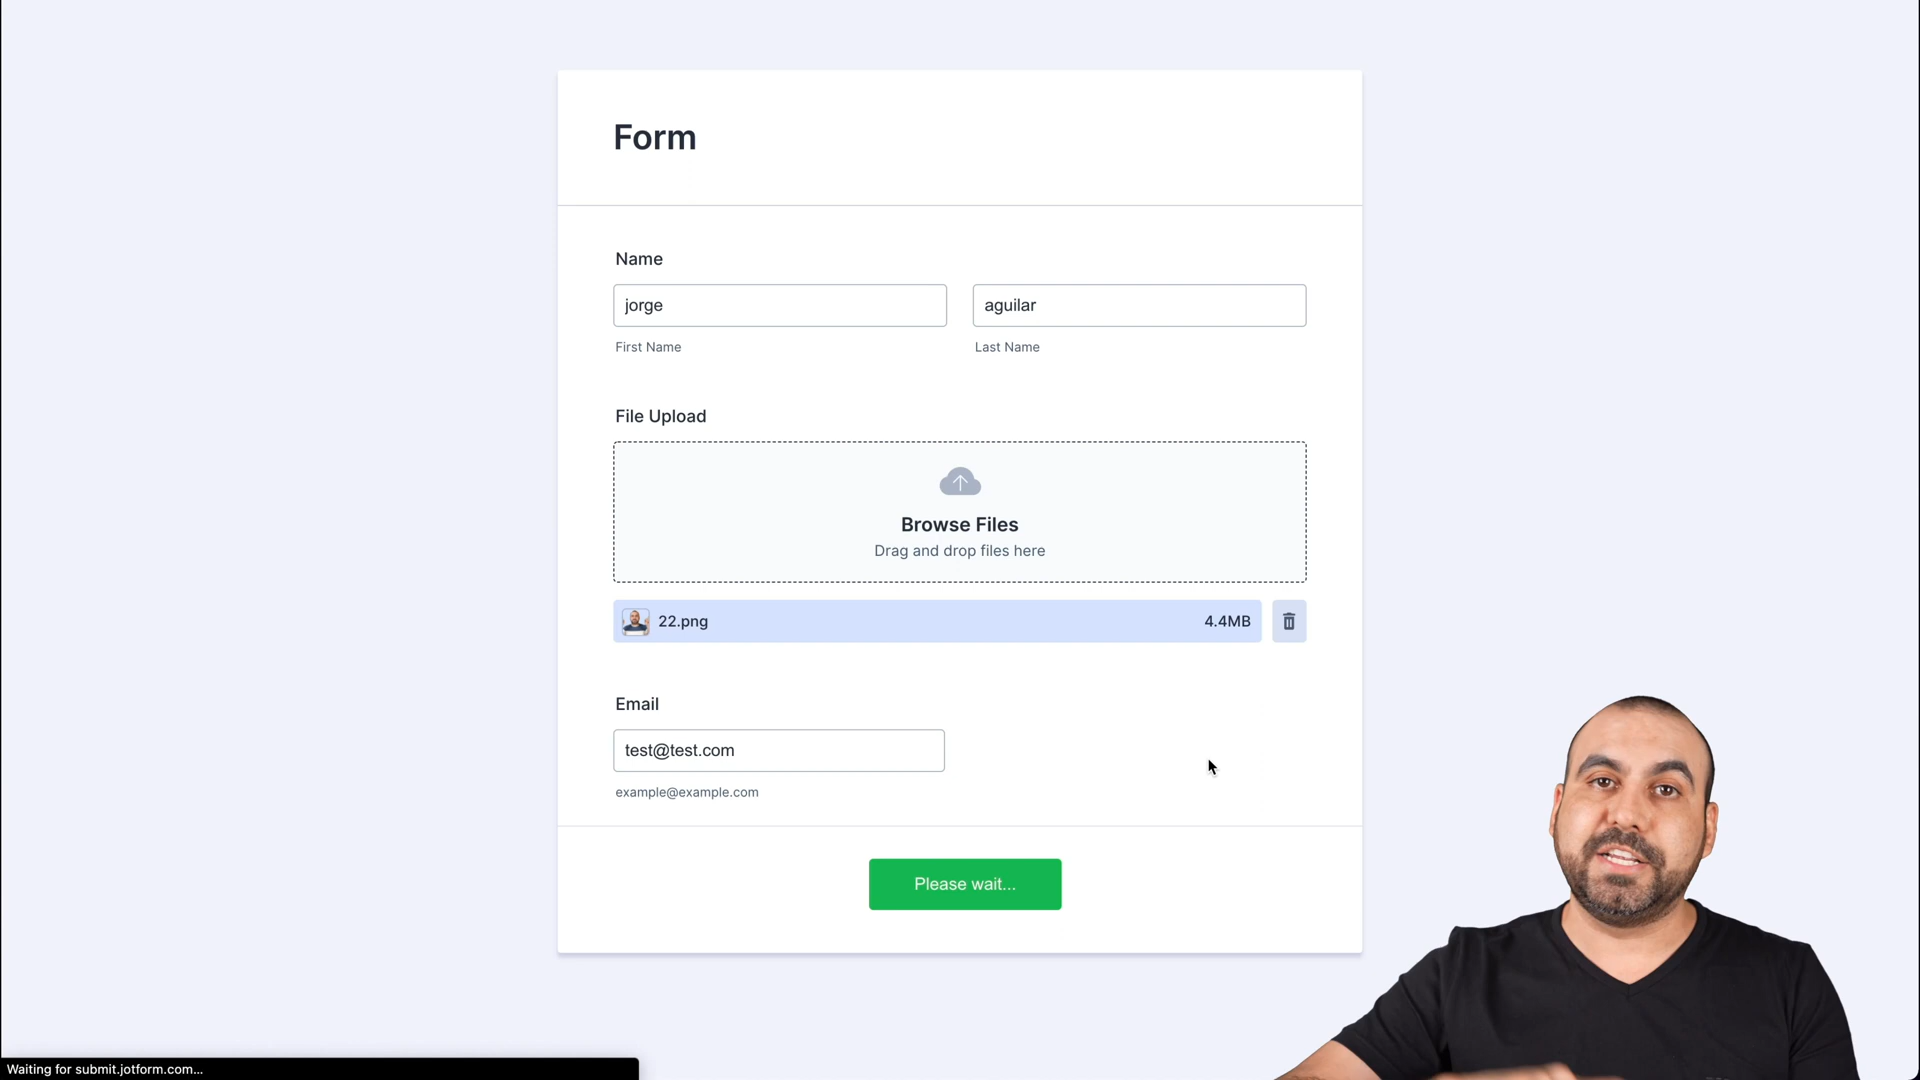 Form
Name
jorge
aguilar
First Name
Last Name
File Upload
Browse Files
Drag and drop files here
22.png
4.4MB
Email
test@test.com
example@example.com
Please wait...
Waiting for submit.jotform.com...